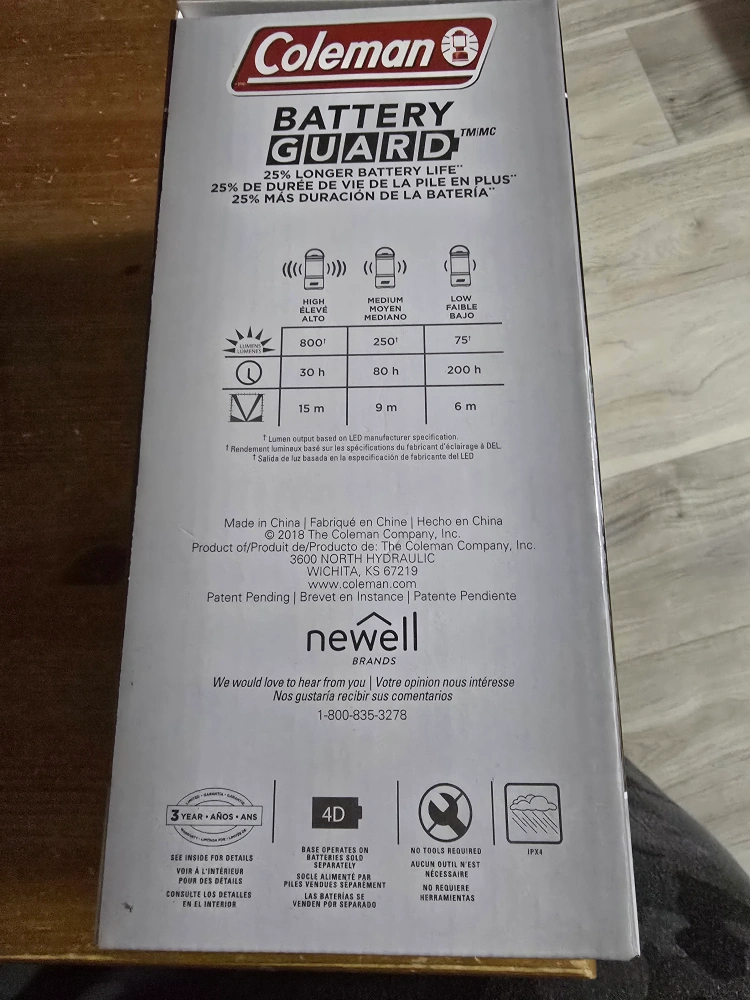 Coleman
BATTERY
GUARD™/MC
25% LONGER BATTERY LIFE¨
25% DE DURÉE DE VIE DE LA PILE EN PLUS¨
25% MÁS DURACIÓN DE LA BATERÍA¨
HIGH MEDIUM LOW
ÉLEVÉ MOYEN FAIBLE
ALTO MEDIANO BAJO
LUMENS 800† 250† 75†
LÚMENES
30 h 80 h 200 h
15 m 9 m 6 m
† Lumen output based on LED manufacturer specification.
† Rendement lumineux basé sur les spécifications du fabricant d'éclairage à DEL.
† Salida de luz basada en la especificación de fabricante del LED
Made in China | Fabriqué en Chine | Hecho en China
© 2018 The Coleman Company, Inc.
Product of/Produit de/Producto de: The Coleman Company, Inc.
3600 NORTH HYDRAULIC
WICHITA, KS 67219
www.coleman.com
Patent Pending | Brevet en Instance | Patente Pendiente
newell
BRANDS
We would love to hear from you | Votre opinion nous intéresse
Nos gustaría recibir sus comentarios
1-800-835-3278
3 YEAR • AÑOS • ANS
SEE INSIDE FOR DETAILS
VOIR À L'INTÉRIEUR
POUR DES DÉTAILS
CONSULTE LOS DETALLES
EN EL INTERIOR
4D
BASE OPERATES ON
BATTERIES SOLD
SEPARATELY
SOCLE ALIMENTÉ PAR
PILES VENDUES SÉPARÉMENT
LAS BATERÍAS SE
VENDEN POR SEPARADO
NO TOOLS REQUIRED
AUCUN OUTIL N'EST
NÉCESSAIRE
NO REQUIERE
HERRAMIENTAS
IPX4